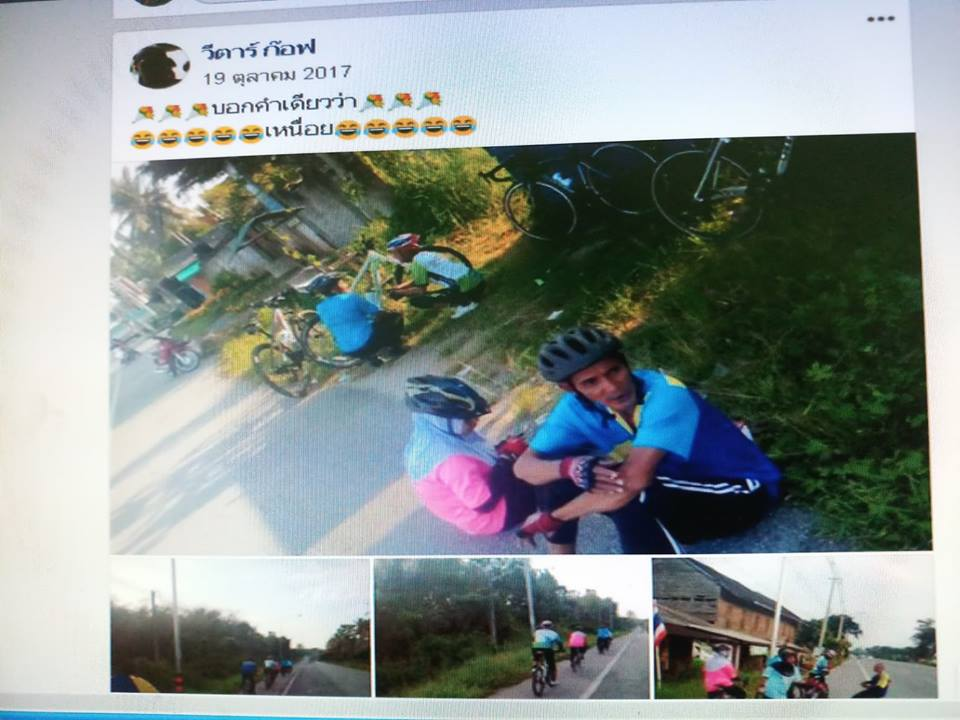 วีตาร์ ก๊อฟ
19 ตุลาคม 2017
💐💐💐บอกคำเดียวว่า💐💐💐
😂😂😂😂😂เหนื่อย😂😂😂😂😂